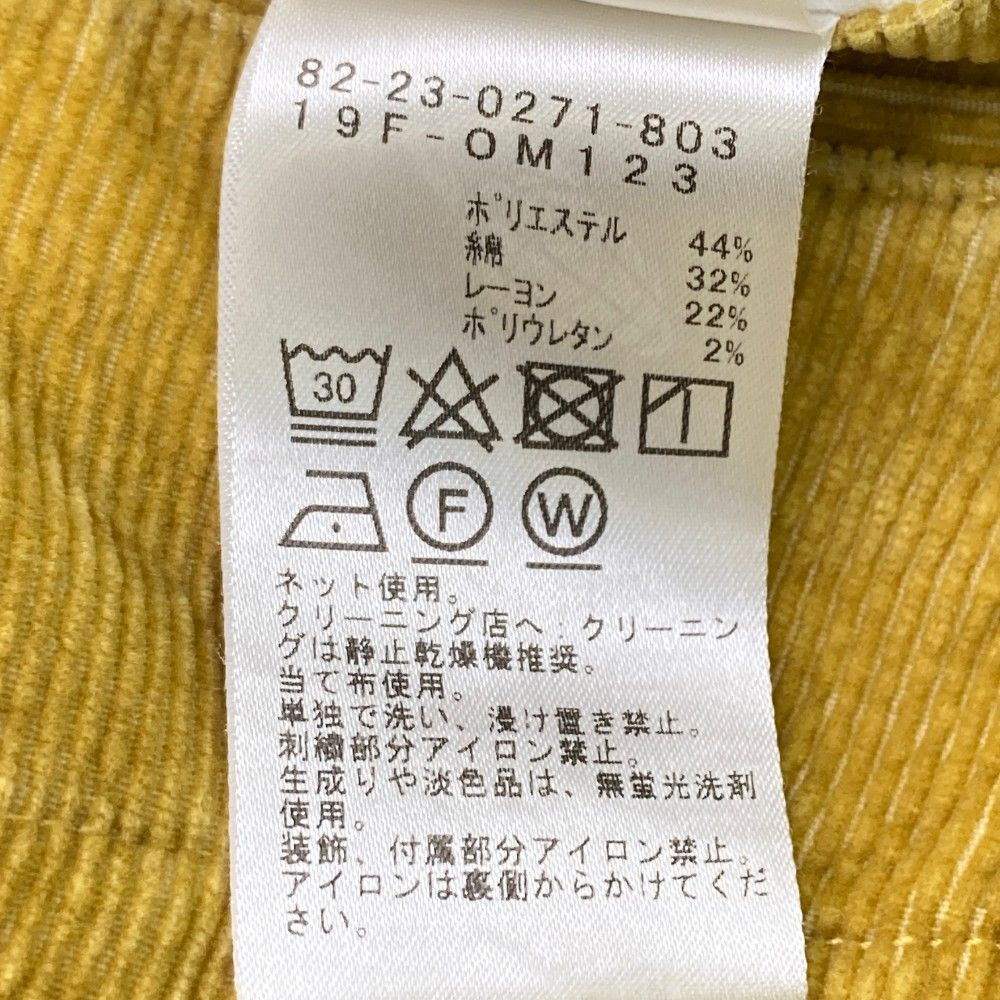 82-23-0271-803
19F-OM123
ポリエステル 44%
綿 32%
レーヨン 22%
ポリウレタン 2%
30
F W
ネット使用。
クリーニング店へ:クリーニン
グは静止乾燥機推奨。
当て布使用。
単独で洗い、浸け置き禁止。
刺繍部分アイロン禁止。
生成りや淡色品は、無蛍光洗剤
使用。
装飾、付属部分アイロン禁止。
アイロンは裏側からかけてくだ
さい。